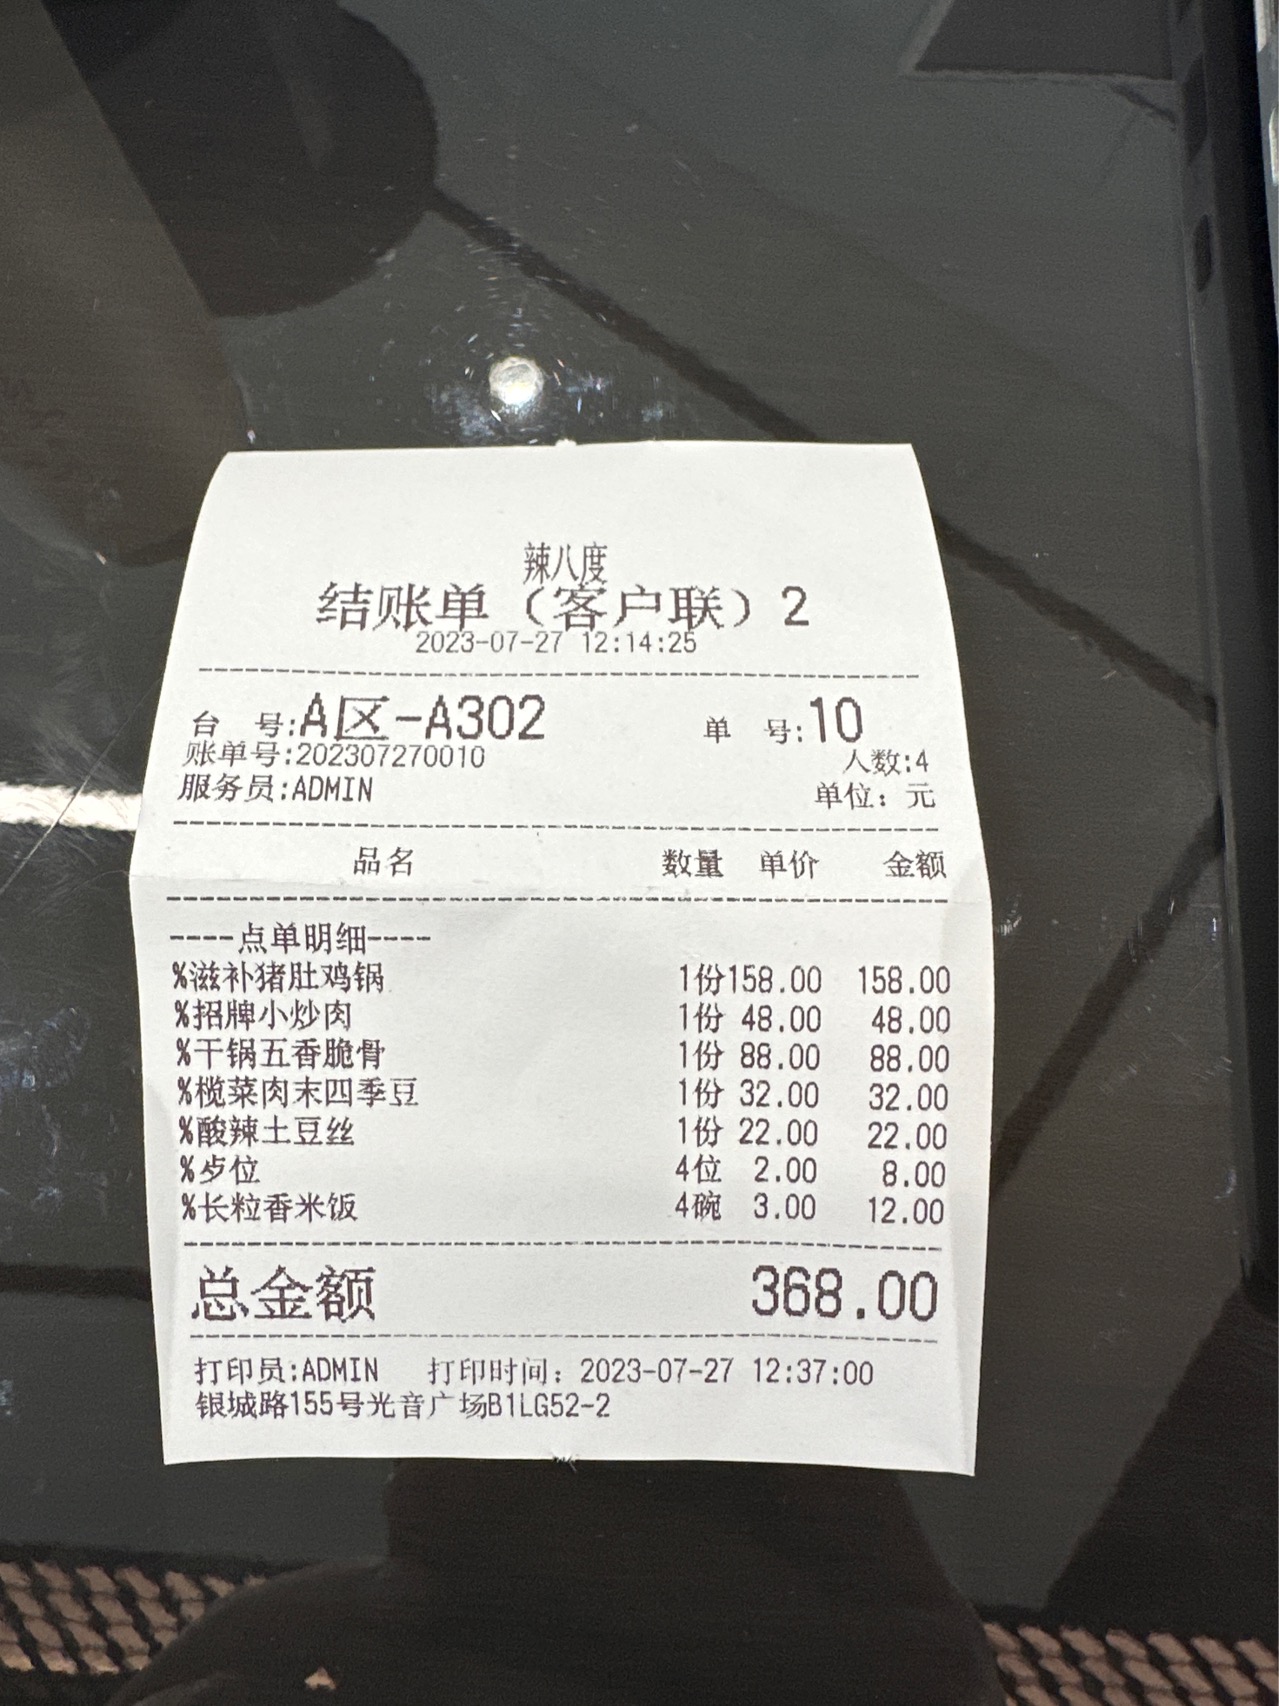 辣八度
结账单（客户联）2
2023-07-27 12:14:25
台 号:A区-A302 单 号:10
账单号:202307270010 人数:4
服务员:ADMIN 单位：元
品名 数量 单价 金额
----点单明细----
%滋补猪肚鸡锅 1份158.00 158.00
%招牌小炒肉 1份 48.00 48.00
%干锅五香脆骨 1份 88.00 88.00
%榄菜肉末四季豆 1份 32.00 32.00
%酸辣土豆丝 1份 22.00 22.00
%歺位 4位 2.00 8.00
%长粒香米饭 4碗 3.00 12.00
总金额 368.00
打印员:ADMIN 打印时间：2023-07-27 12:37:00
银城路155号光音广场B1LG52-2